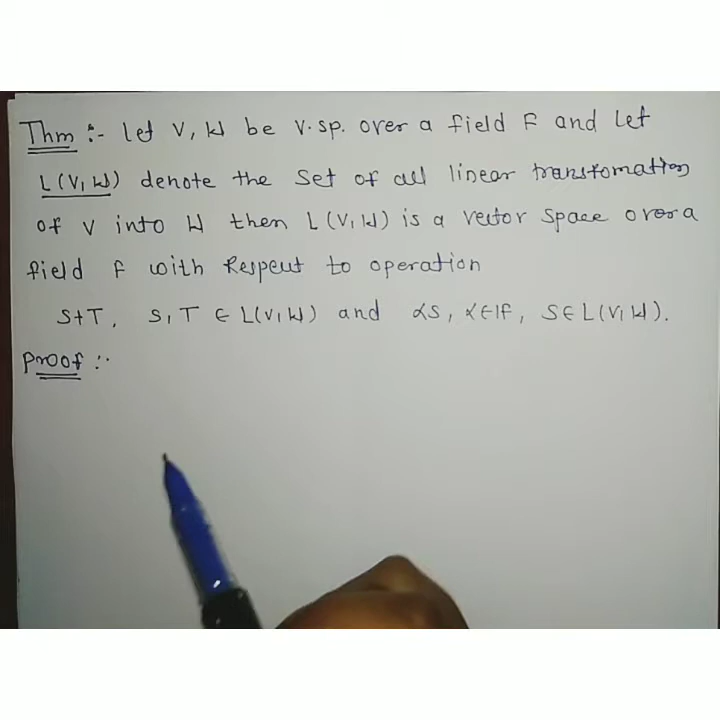 Thm :- Let V, W be v.sp. over a field F and let
L(V, W) denote the set of all linear transfomation
of V into W then L(V, W) is a vector space over a
field F with Respect to operation
S+T, S, T ∈ L(V, W) and αS, α∈F, S∈L(V, W).
Proof :-